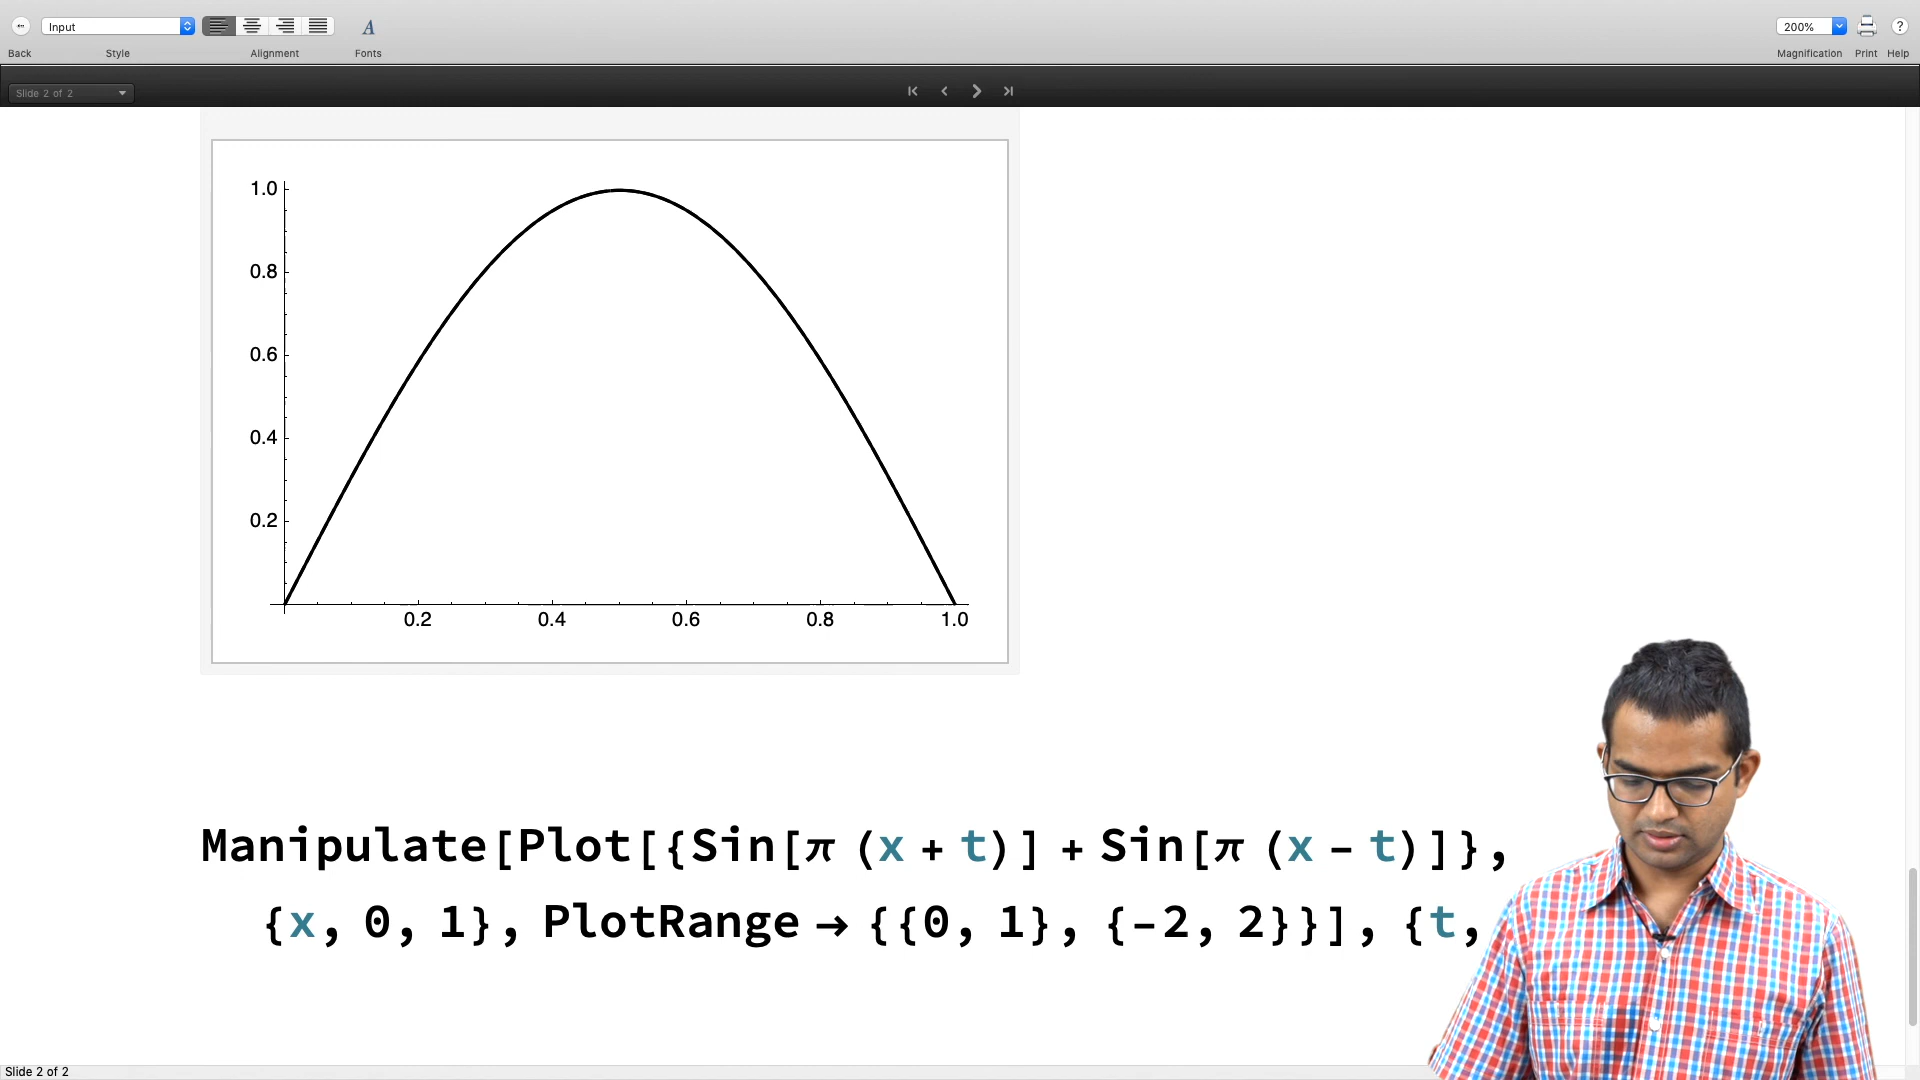 Input
200%
Back Style Alignment Fonts Magnification Print Help
Slide 2 of 2
1.0
0.8
0.6
0.4
0.2
0.2 0.4 0.6 0.8 1.0
Manipulate[Plot[{Sin[π (x + t)] + Sin[π (x - t)]},
{x, 0, 1}, PlotRange → {{0, 1}, {-2, 2}}], {t,
Slide 2 of 2